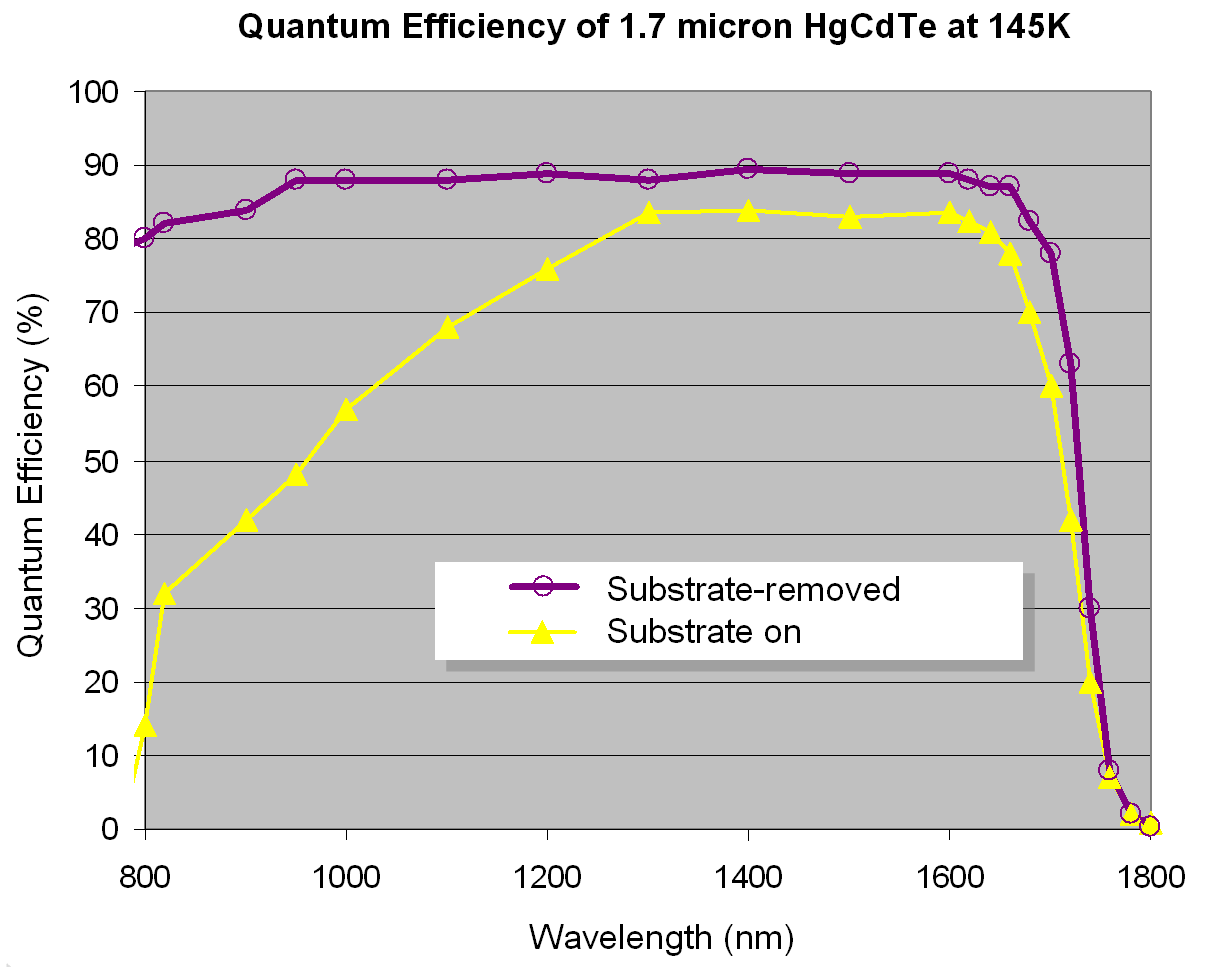 Quantum Efficiency of 1.7 micron HgCdTe at 145K
100
90
80
70
60
50
40
30
20
10
0
Quantum Efficiency (%)
Substrate-removed
Substrate on
800 1000 1200 1400 1600 1800
Wavelength (nm)